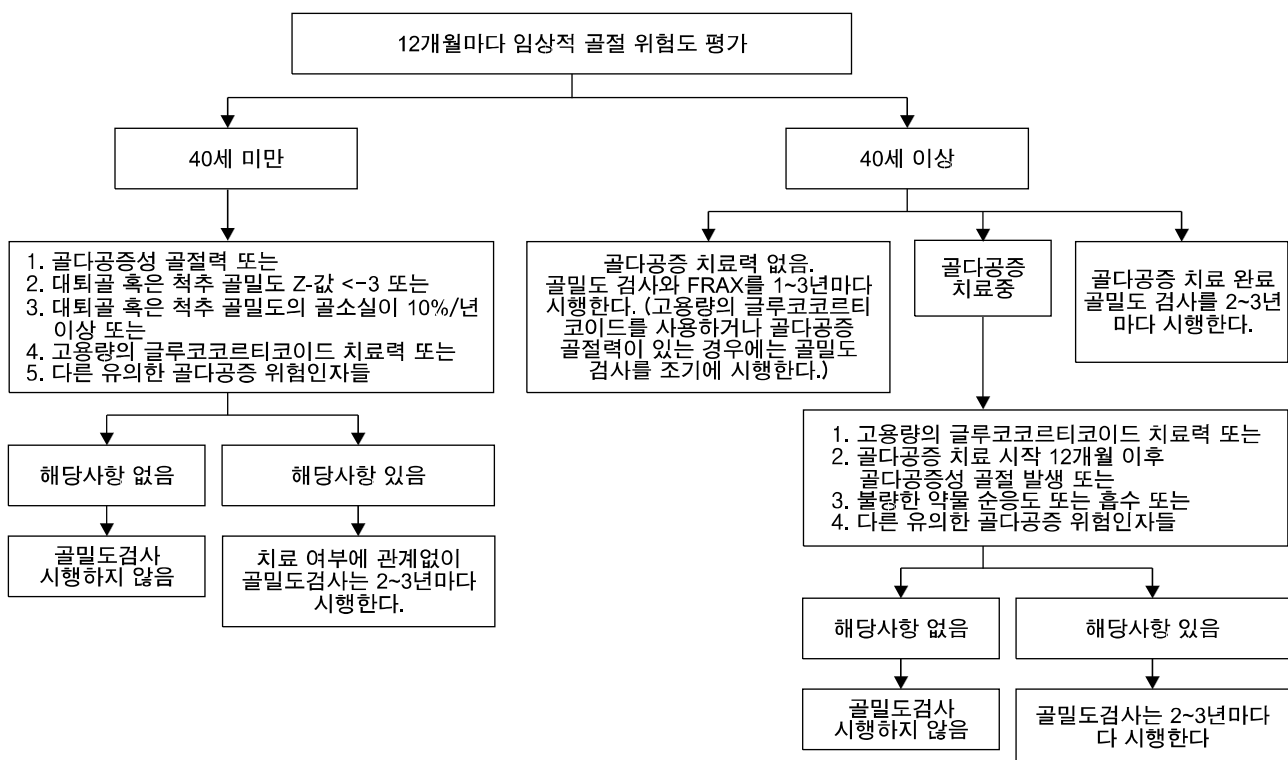 12개월마다 임상적 골절 위험도 평가
40세 미만
40세 이상
1. 골다공증성 골절력 또는
2. 대퇴골 혹은 척추 골밀도 Z-값 <-3 또는
3. 대퇴골 혹은 척추 골밀도의 골소실이 10%/년
이상 또는
4. 고용량의 글루코코르티코이드 치료력 또는
5. 다른 유의한 골다공증 위험인자들
골다공증 치료력 없음.
골밀도 검사와 FRAX를 1~3년마다
시행한다. (고용량의 글루코코르티
코이드를 사용하거나 골다공증
골절력이 있는 경우에는 골밀도
검사를 조기에 시행한다.)
골다공증
치료중
골다공증 치료 완료
골밀도 검사를 2~3년
마다 시행한다.
1. 고용량의 글루코코르티코이드 치료력 또는
2. 골다공증 치료 시작 12개월 이후
골다공증성 골절 발생 또는
3. 불량한 약물 순응도 또는 흡수 또는
4. 다른 유의한 골다공증 위험인자들
해당사항 없음
해당사항 있음
골밀도검사
시행하지 않음
치료 여부에 관계없이
골밀도검사는 2~3년마다
시행한다.
해당사항 없음
해당사항 있음
골밀도검사
시행하지 않음
골밀도검사는 2~3년마다
다 시행한다